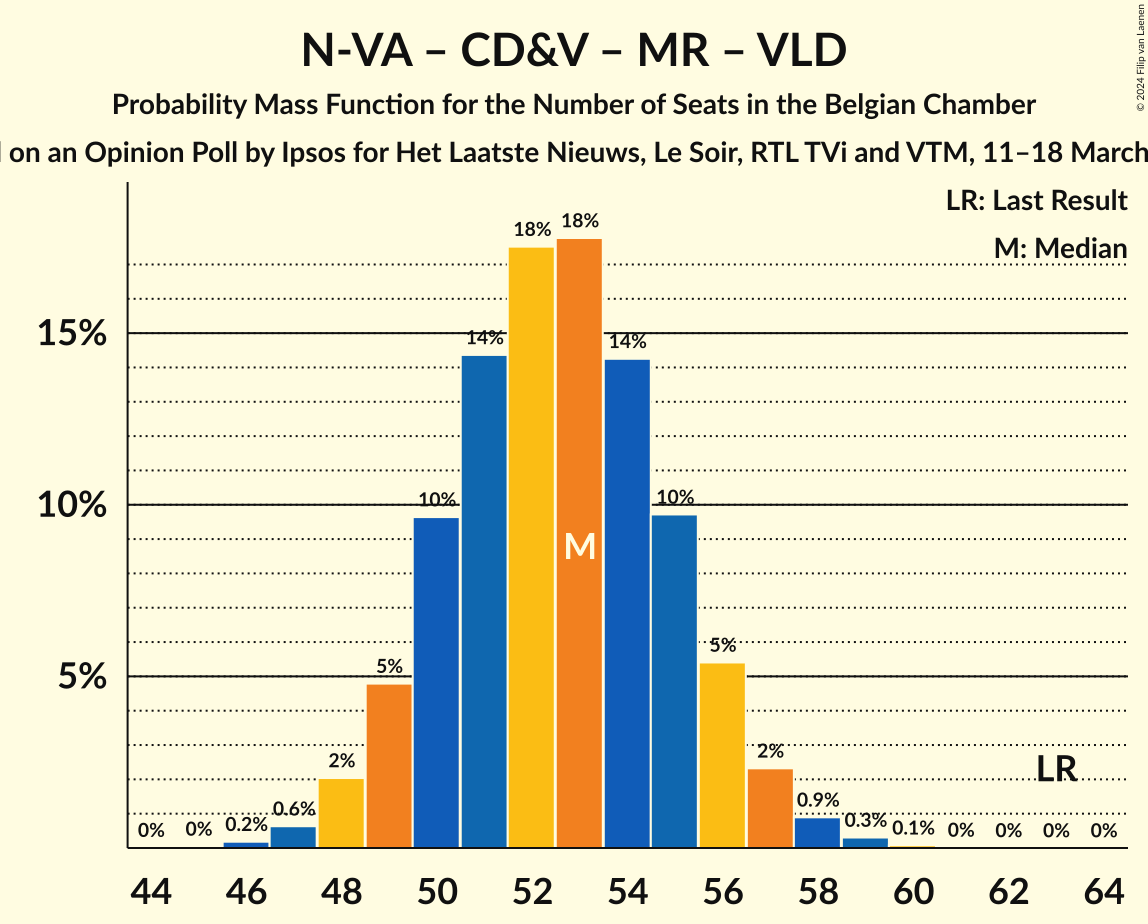 N-VA – CD&V – MR – VLD
Probability Mass Function for the Number of Seats in the Belgian Chamber
on an Opinion Poll by Ipsos for Het Laatste Nieuws, Le Soir, RTL TVi and VTM, 11–18 March
© 2024 Filip van Laenen
LR: Last Result
M: Median
18% 18%
15%
14% 14%
10%
10% 10%
M
5%
5% 5%
2% 2%
LR
0% 0% 0.2% 0.6% 0.9% 0.3% 0.1% 0% 0% 0% 0%
44 46 48 50 52 54 56 58 60 62 64